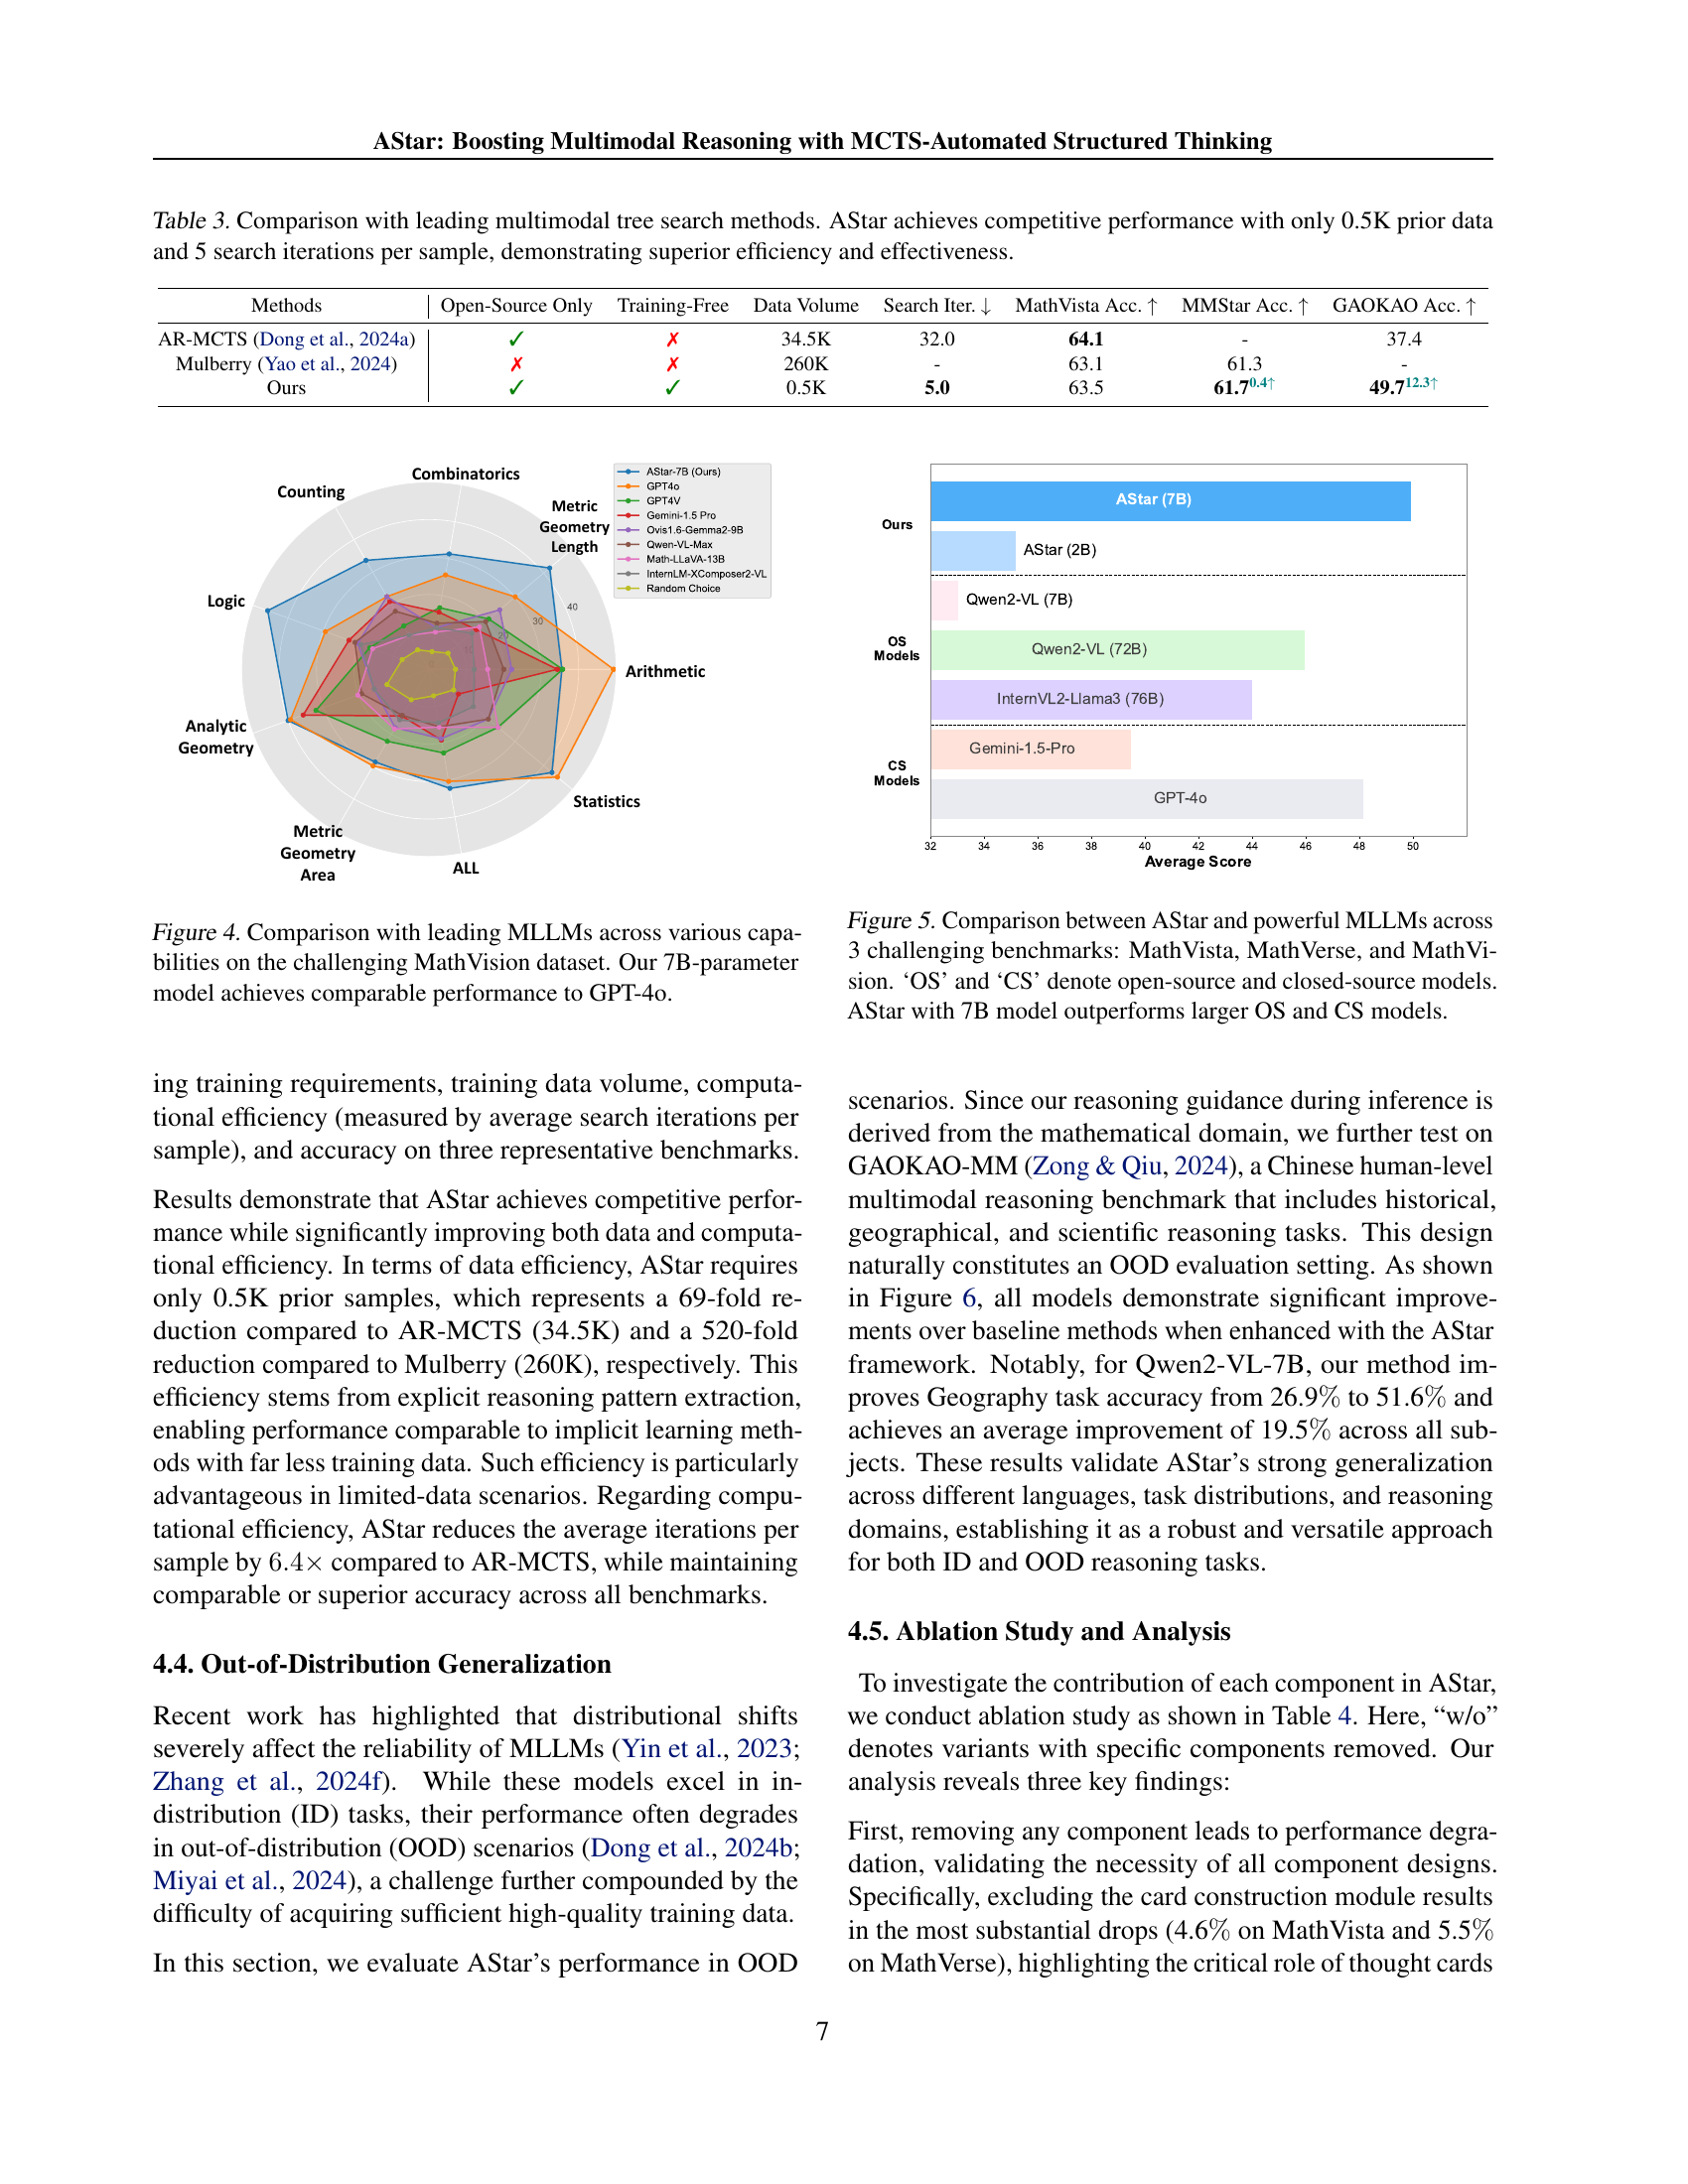 AStar: Boosting Multimodal Reasoning with MCTS-Automated Structured Thinking
Table 3. Comparison with leading multimodal tree search methods. AStar achieves competitive performance with only 0.5K prior data
and 5 search iterations per sample, demonstrating superior efficiency and effectiveness.
Methods Open-Source Only Training-Free Data Volume Search Iter. ↓ MathVista Acc. ↑ MMStar Acc. ↑ GAOKAO Acc. ↑
AR-MCTS (Dong et al., 2024a) ✓ ✗ 34.5K 32.0 64.1 - 37.4
Mulberry (Yao et al., 2024) ✗ ✗ 260K - 63.1 61.3 -
Ours ✓ ✓ 0.5K 5.0 63.5 61.7 0.4↑ 49.7 12.3↑
Combinatorics
Counting
Metric
Geometry
Length
Logic
Arithmetic
Analytic
Geometry
Statistics
Metric
Geometry
Area
ALL
10
20
30
40
AStar-7B (Ours)
GPT4o
GPT4V
Gemini-1.5 Pro
Ovis1.6-Gemma2-9B
Qwen-VL-Max
Math-LLaVA-13B
InternLM-XComposer2-VL
Random Choice
Figure 4. Comparison with leading MLLMs across various capa-
bilities on the challenging MathVision dataset. Our 7B-parameter
model achieves comparable performance to GPT-4o.
Ours
AStar (7B)
AStar (2B)
OS
Models
Qwen2-VL (7B)
Qwen2-VL (72B)
InternVL2-Llama3 (76B)
CS
Models
Gemini-1.5-Pro
GPT-4o
32 34 36 38 40 42 44 46 48 50
Average Score
Figure 5. Comparison between AStar and powerful MLLMs across
3 challenging benchmarks: MathVista, MathVerse, and MathVi-
sion. ‘OS’ and ‘CS’ denote open-source and closed-source models.
AStar with 7B model outperforms larger OS and CS models.
ing training requirements, training data volume, computa-
tional efficiency (measured by average search iterations per
sample), and accuracy on three representative benchmarks.
Results demonstrate that AStar achieves competitive perfor-
mance while significantly improving both data and computa-
tional efficiency. In terms of data efficiency, AStar requires
only 0.5K prior samples, which represents a 69-fold re-
duction compared to AR-MCTS (34.5K) and a 520-fold
reduction compared to Mulberry (260K), respectively. This
efficiency stems from explicit reasoning pattern extraction,
enabling performance comparable to implicit learning meth-
ods with far less training data. Such efficiency is particularly
advantageous in limited-data scenarios. Regarding compu-
tational efficiency, AStar reduces the average iterations per
sample by 6.4× compared to AR-MCTS, while maintaining
comparable or superior accuracy across all benchmarks.
4.4. Out-of-Distribution Generalization
Recent work has highlighted that distributional shifts
severely affect the reliability of MLLMs (Yin et al., 2023;
Zhang et al., 2024f). While these models excel in in-
distribution (ID) tasks, their performance often degrades
in out-of-distribution (OOD) scenarios (Dong et al., 2024b;
Miyai et al., 2024), a challenge further compounded by the
difficulty of acquiring sufficient high-quality training data.
In this section, we evaluate AStar’s performance in OOD
scenarios. Since our reasoning guidance during inference is
derived from the mathematical domain, we further test on
GAOKAO-MM (Zong & Qiu, 2024), a Chinese human-level
multimodal reasoning benchmark that includes historical,
geographical, and scientific reasoning tasks. This design
naturally constitutes an OOD evaluation setting. As shown
in Figure 6, all models demonstrate significant improve-
ments over baseline methods when enhanced with the AStar
framework. Notably, for Qwen2-VL-7B, our method im-
proves Geography task accuracy from 26.9% to 51.6% and
achieves an average improvement of 19.5% across all sub-
jects. These results validate AStar’s strong generalization
across different languages, task distributions, and reasoning
domains, establishing it as a robust and versatile approach
for both ID and OOD reasoning tasks.
4.5. Ablation Study and Analysis
To investigate the contribution of each component in AStar,
we conduct ablation study as shown in Table 4. Here, “w/o”
denotes variants with specific components removed. Our
analysis reveals three key findings:
First, removing any component leads to performance degra-
dation, validating the necessity of all component designs.
Specifically, excluding the card construction module results
in the most substantial drops (4.6% on MathVista and 5.5%
on MathVerse), highlighting the critical role of thought cards
7